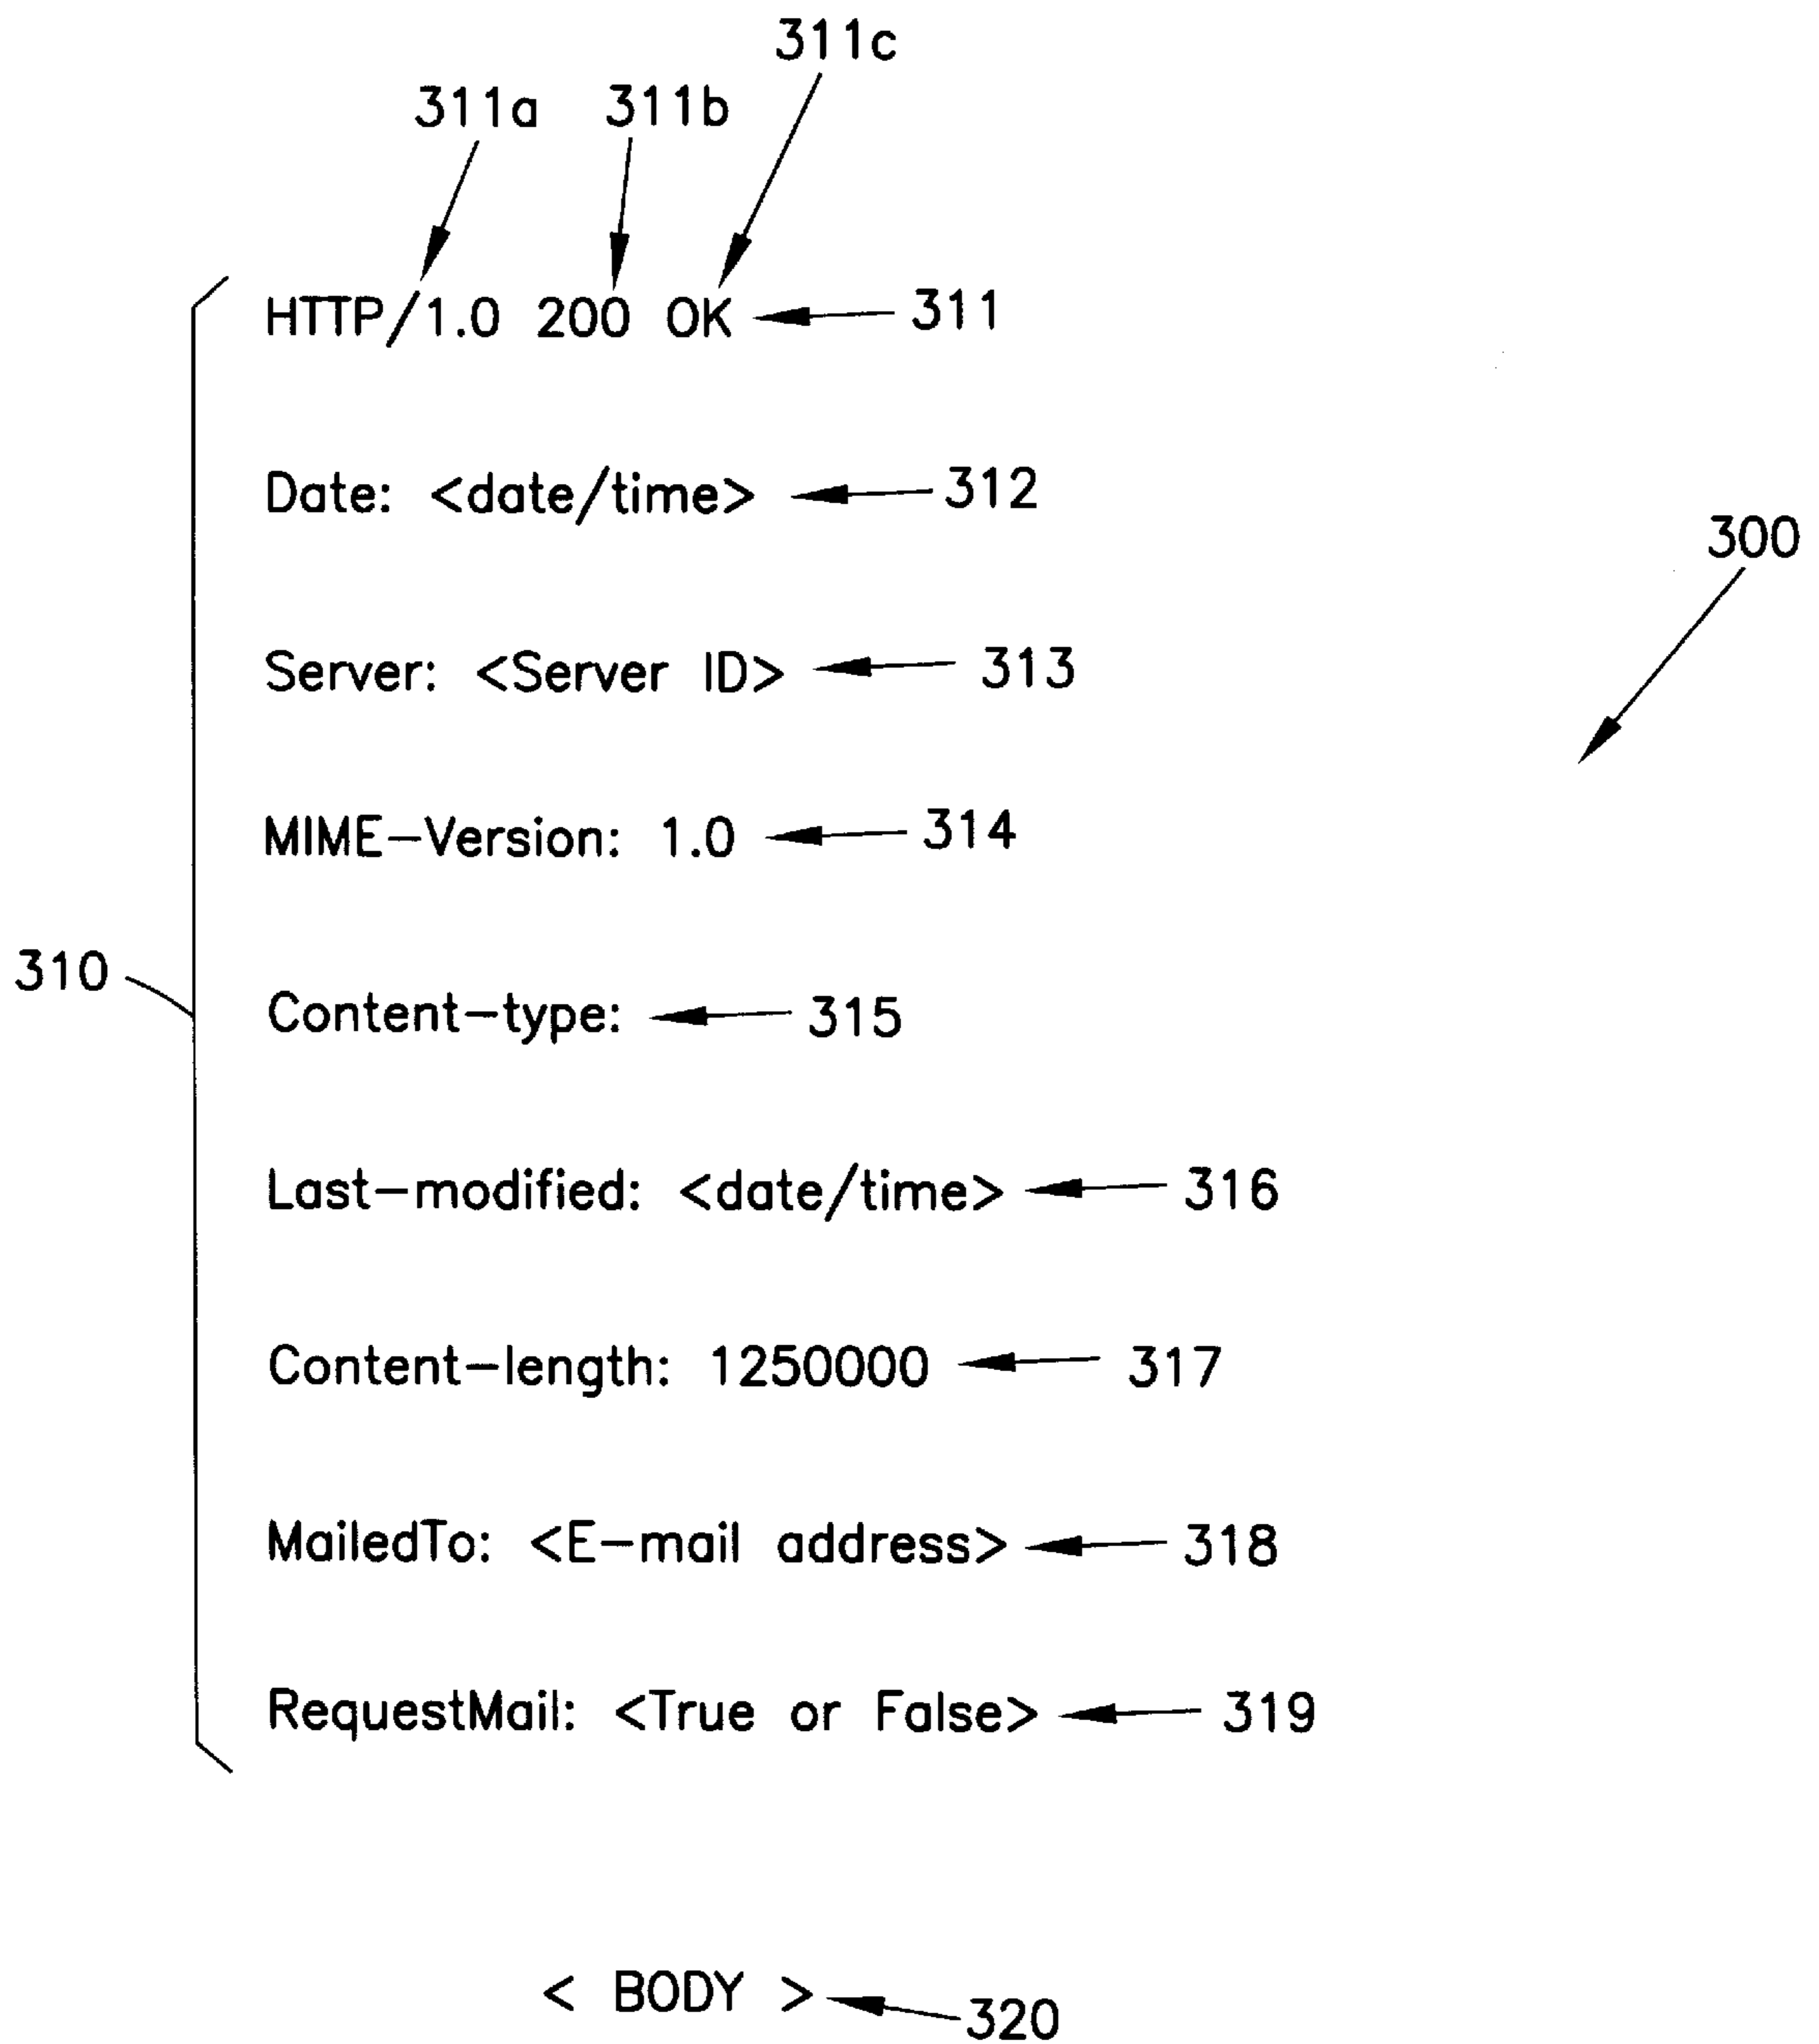 311c
311a 311b
HTTP/1.0 200 OK 311
Date: <date/time> 312
300
Server: <Server ID> 313
MIME-Version: 1.0 314
310
Content-type: 315
Last-modified: <date/time> 316
Content-length: 1250000 317
MailedTo: <E-mail address> 318
RequestMail: <True or False> 319
< BODY > 320